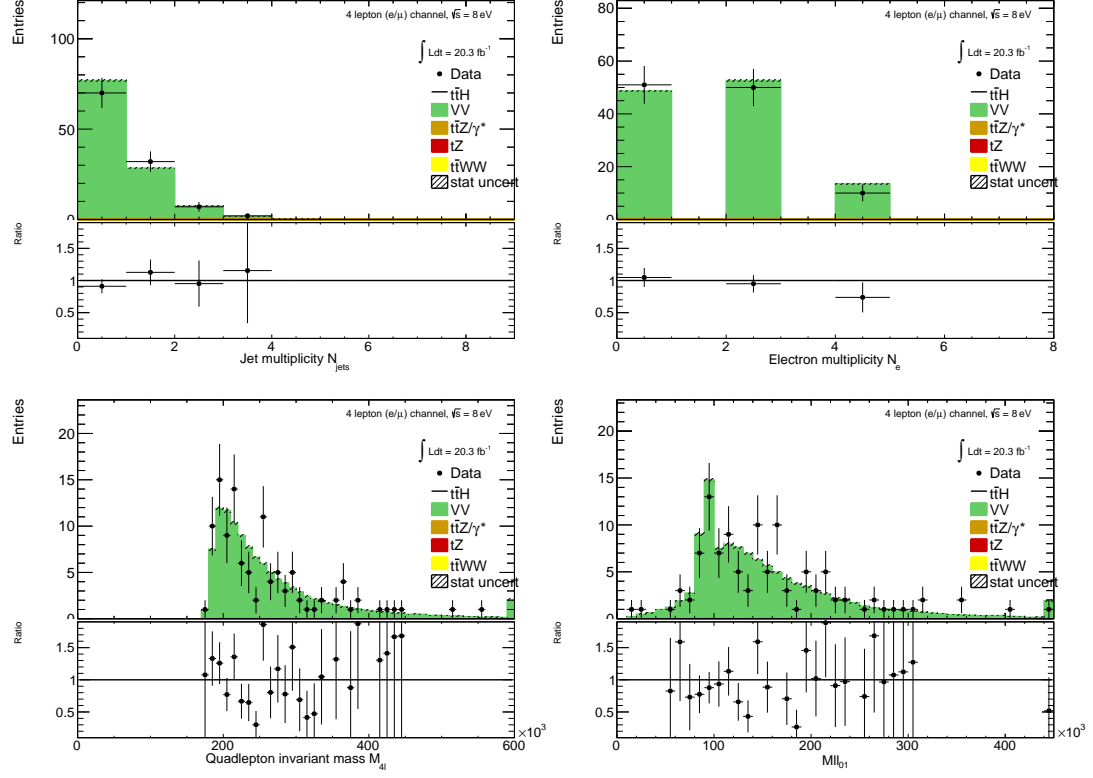 Entries
4 lepton (e/μ) channel, √s = 8 eV
∫ Ldt = 20.3 fb⁻¹
Data
tt̄H
VV
tt̄Z/γ*
tZ
tt̄WW
stat uncert
100
50
0
Ratio
1.5
1
0.5
0 2 4 6 8
Jet multiplicity N_jets
Entries
4 lepton (e/μ) channel, √s = 8 eV
∫ Ldt = 20.3 fb⁻¹
Data
tt̄H
VV
tt̄Z/γ*
tZ
tt̄WW
stat uncert
80
60
50
40
30
20
10
0
Ratio
1.5
1
0.5
0 2 4 6 8
Electron multiplicity N_e
Entries
4 lepton (e/μ) channel, √s = 8 eV
∫ Ldt = 20.3 fb⁻¹
Data
tt̄H
VV
tt̄Z/γ*
tZ
tt̄WW
stat uncert
20
15
10
5
0
Ratio
1.5
1
0.5
0 200 400 600
×10³
Quadlepton invariant mass M_4l
Entries
4 lepton (e/μ) channel, √s = 8 eV
∫ Ldt = 20.3 fb⁻¹
Data
tt̄H
VV
tt̄Z/γ*
tZ
tt̄WW
stat uncert
20
15
10
5
0
Ratio
1.5
1
0.5
0 100 200 300
×10³
Mll₀₁